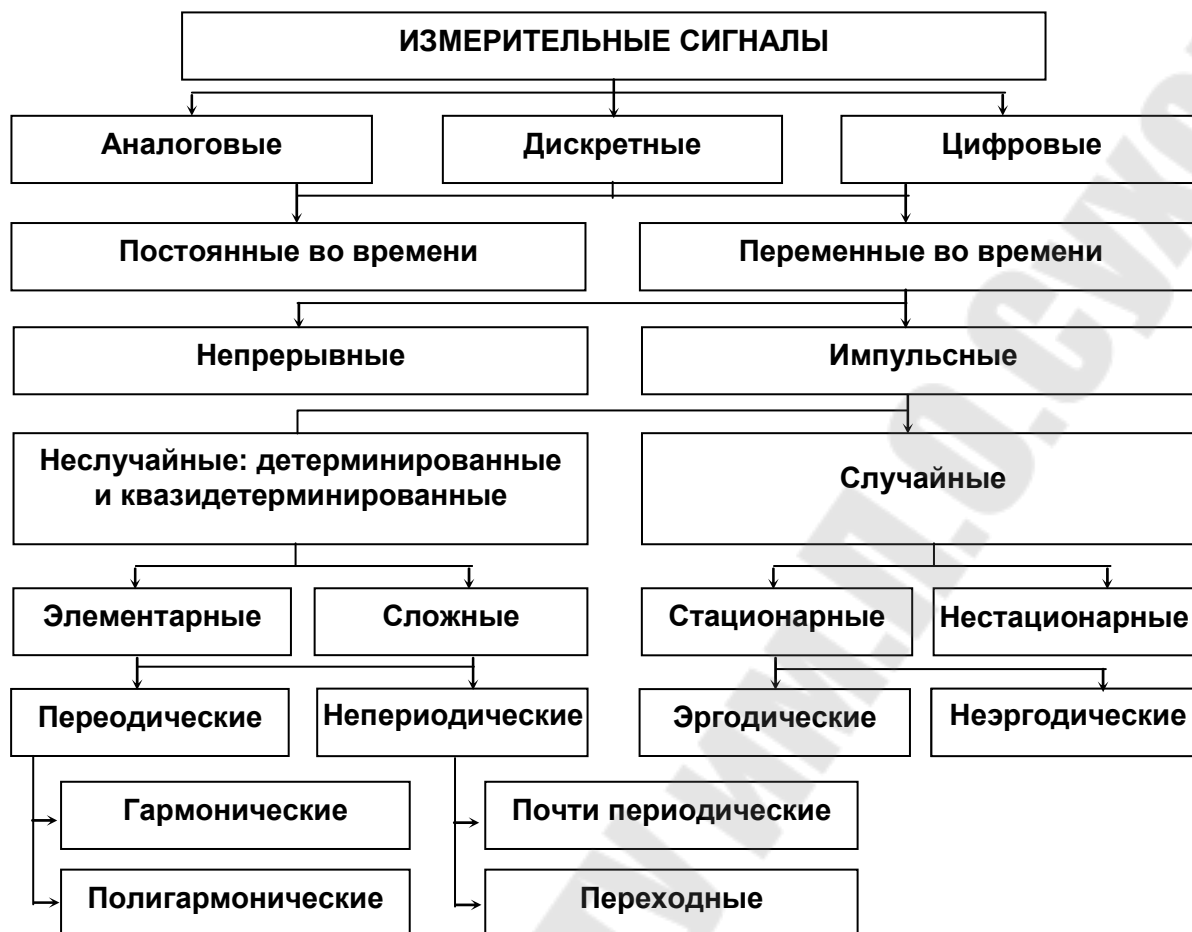 ИЗМЕРИТЕЛЬНЫЕ СИГНАЛЫ
Аналоговые
Дискретные
Цифровые
Постоянные во времени
Переменные во времени
Непрерывные
Импульсные
Неслучайные: детерминированные
и квазидетерминированные
Случайные
Элементарные
Сложные
Стационарные
Нестационарные
Переодические
Непериодические
Эргодические
Неэргодические
Гармонические
Почти периодические
Полигармонические
Переходные